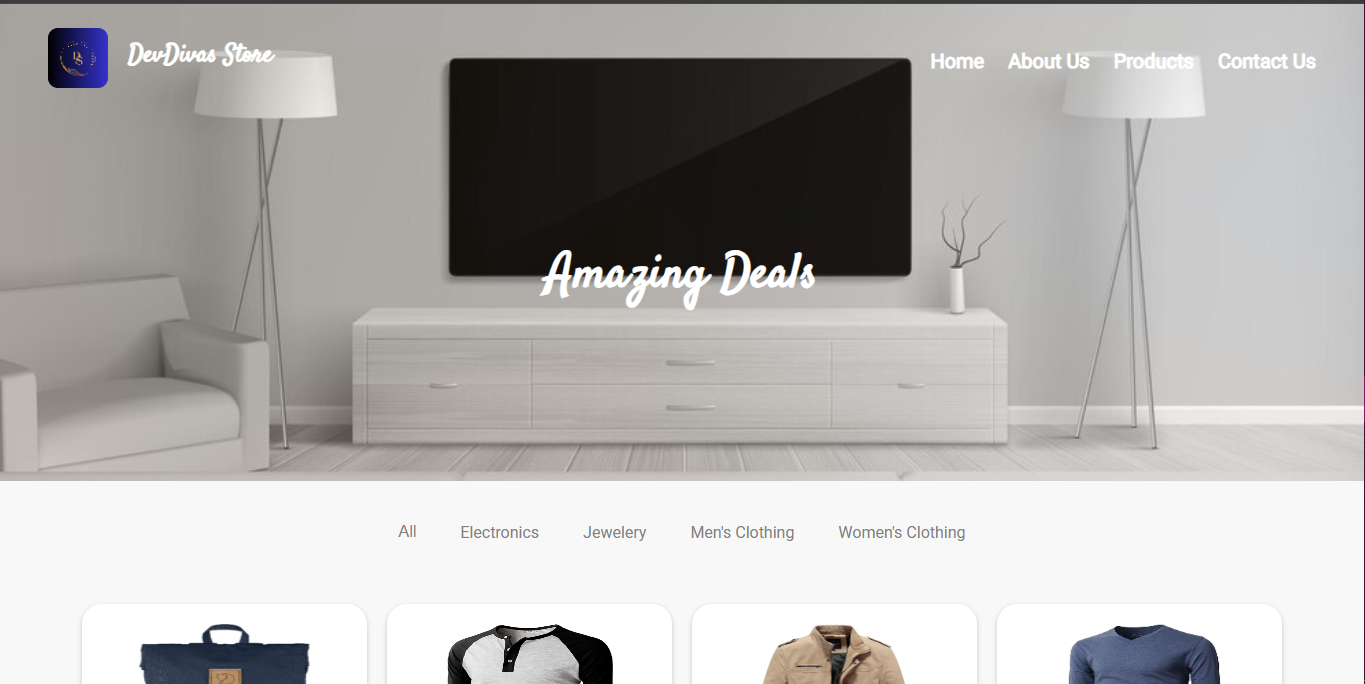 DevDivas Store
Home About Us Products Contact Us
Amazing Deals
All Electronics Jewelery Men's Clothing Women's Clothing